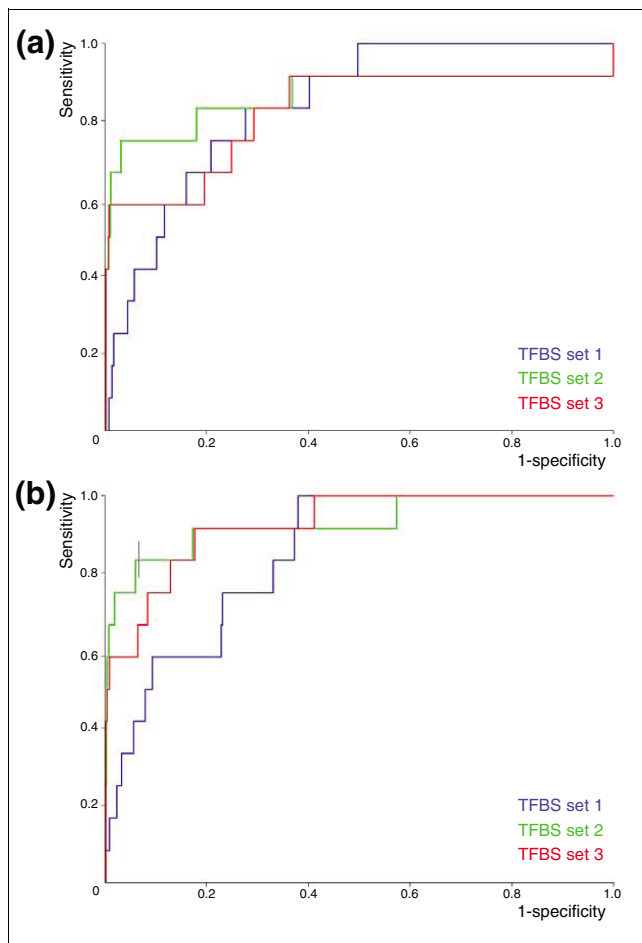 (a)
Sensitivity
1.0
0.8
0.6
0.4
0.2
0
0.2 0.4 0.6 0.8 1.0
1-specificity
TFBS set 1
TFBS set 2
TFBS set 3
(b)
Sensitivity
1.0
0.8
0.6
0.4
0.2
0
0.2 0.4 0.6 0.8 1.0
1-specificity
TFBS set 1
TFBS set 2
TFBS set 3